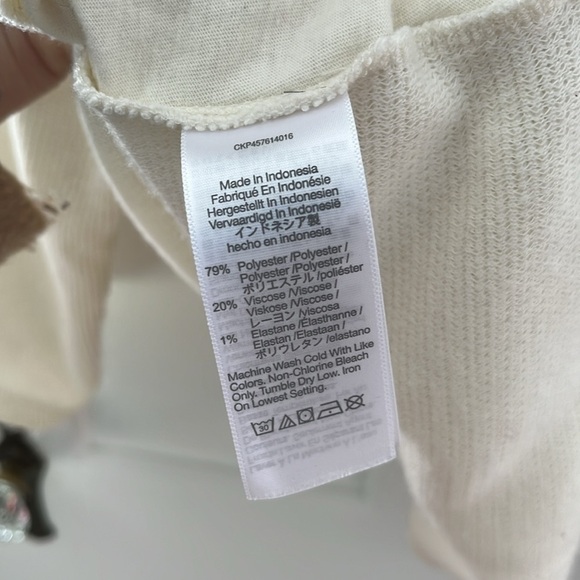 CKP457614016
Made In Indonesia
Fabriqué En Indonésie
Hergestellt In Indonesien
Vervaardigd In Indonesië
インドネシア製
hecho en indonesia
79% Polyester /Polyester/
Polyester /Polyester/
ポリエステル /poliéster
20% Viscose /Viscose/
Viskose /Viscose/
レーヨン /Viscosa
1% Elastane /Elasthanne/
Elastan /Elastaan/
ポリウレタン /elastano
Machine Wash Cold With Like
Colors. Non-Chlorine Bleach
Only. Tumble Dry Low. Iron
On Lowest Setting.
30